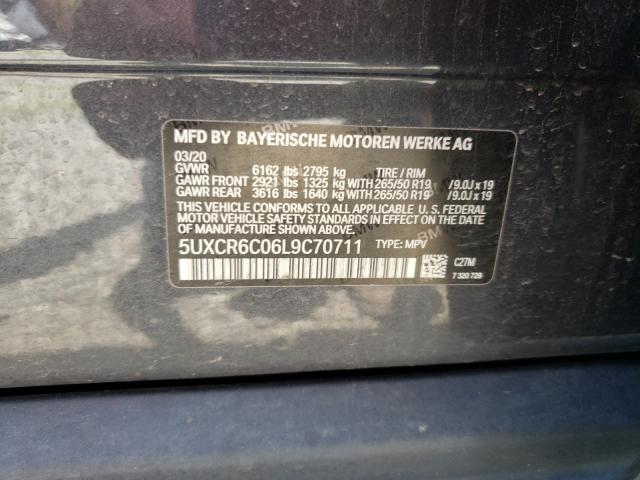 MFD BY BAYERISCHE MOTOREN WERKE AG
03/20
GVWR 6162 lbs 2795 kg TIRE / RIM
GAWR FRONT 2921 lbs 1325 kg WITH 265/50 R19 / 9.0J x 19
GAWR REAR 3616 lbs 1640 kg WITH 265/50 R19 / 9.0J x 19
THIS VEHICLE CONFORMS TO ALL APPLICABLE U. S. FEDERAL
MOTOR VEHICLE SAFETY STANDARDS IN EFFECT ON THE DATE OF
MANUFACTURE SHOWN ABOVE.
5UXCR6C06L9C70711 TYPE: MPV
C27M
7 320 729